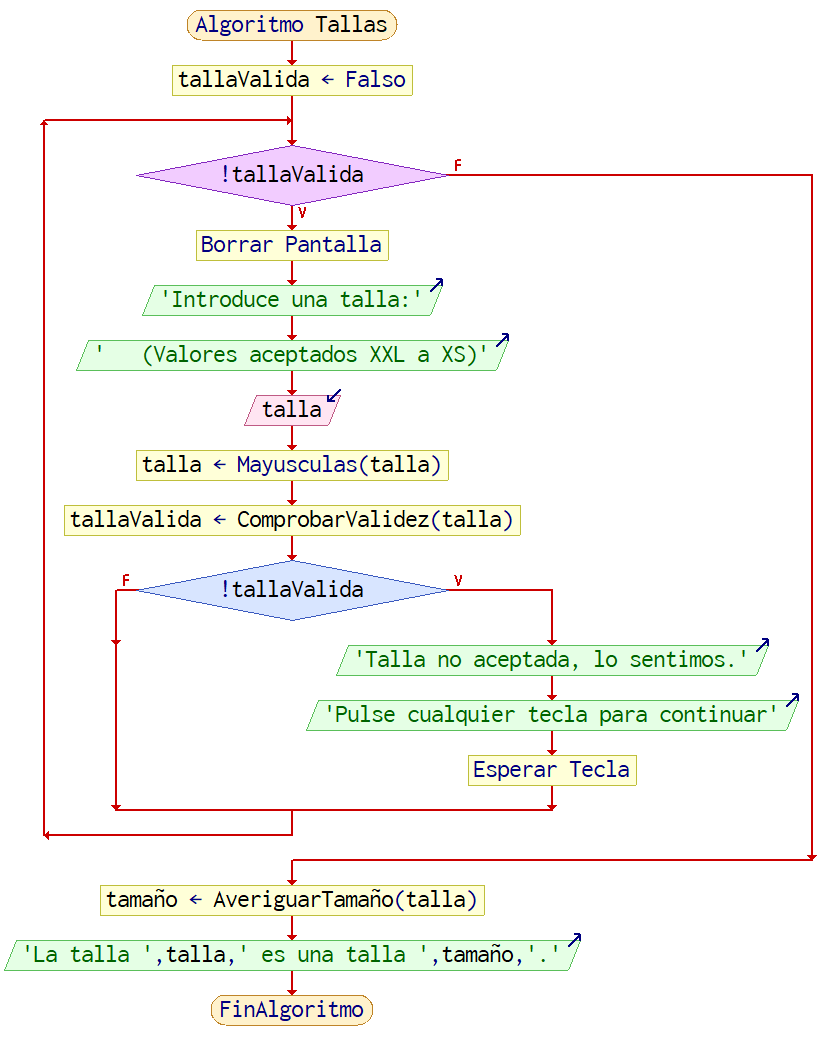 Algoritmo Tallas
tallaValida ← Falso
!tallaValida
F
V
Borrar Pantalla
'Introduce una talla:'
'   (Valores aceptados XXL a XS)'
talla
talla ← Mayusculas(talla)
tallaValida ← ComprobarValidez(talla)
F
!tallaValida
V
'Talla no aceptada, lo sentimos.'
'Pulse cualquier tecla para continuar'
Esperar Tecla
tamaño ← AveriguarTamaño(talla)
'La talla ',talla,' es una talla ',tamaño,'.'
FinAlgoritmo